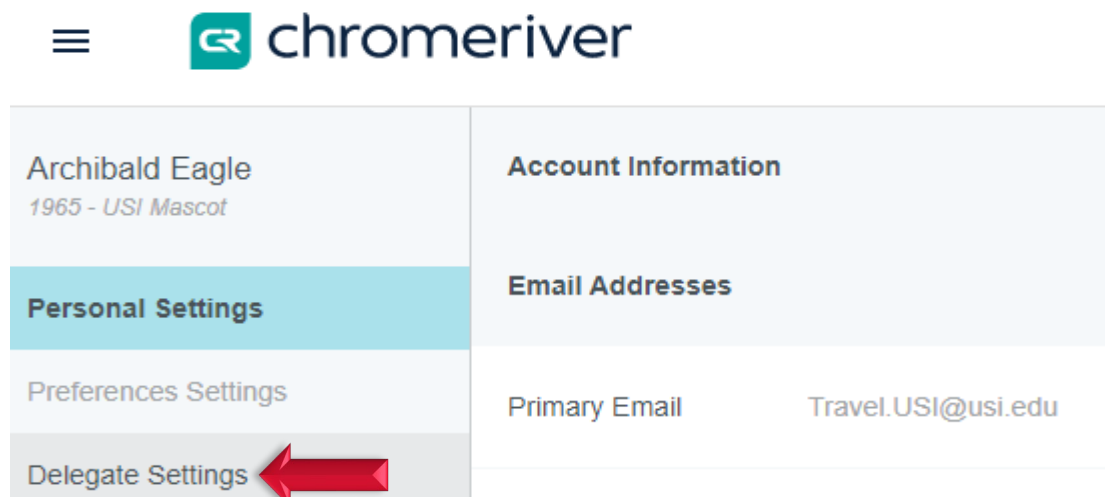 CR chromeriver
Archibald Eagle
1965 - USI Mascot
Personal Settings
Preferences Settings
Delegate Settings
Account Information
Email Addresses
Primary Email Travel.USI@usi.edu